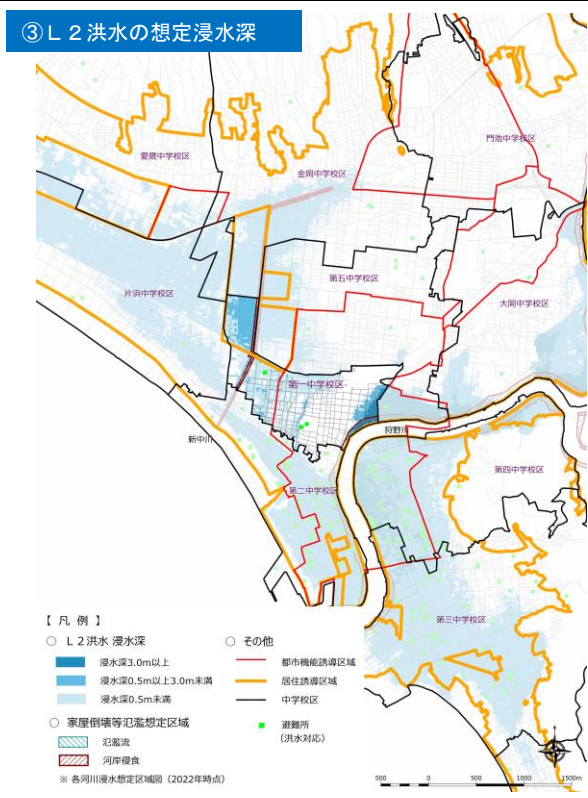 ③Ｌ２洪水の想定浸水深
門池中学校区
愛鷹中学校区
金岡中学校区
第五中学校区
片浜中学校区
大岡中学校区
第一中学校区
狩野川
新中川
第四中学校区
第二中学校区
第三中学校区
【 凡 例 】
○ Ｌ２洪水 浸水深
浸水深3.0m以上
浸水深0.5m以上3.0m未満
浸水深0.5m未満
○ 家屋倒壊等氾濫想定区域
氾濫流
河岸侵食
※ 各河川浸水想定区域図（2022年時点）
○ その他
都市機能誘導区域
居住誘導区域
中学校区
避難所
（洪水対応）
500 0 500 1000 1500m